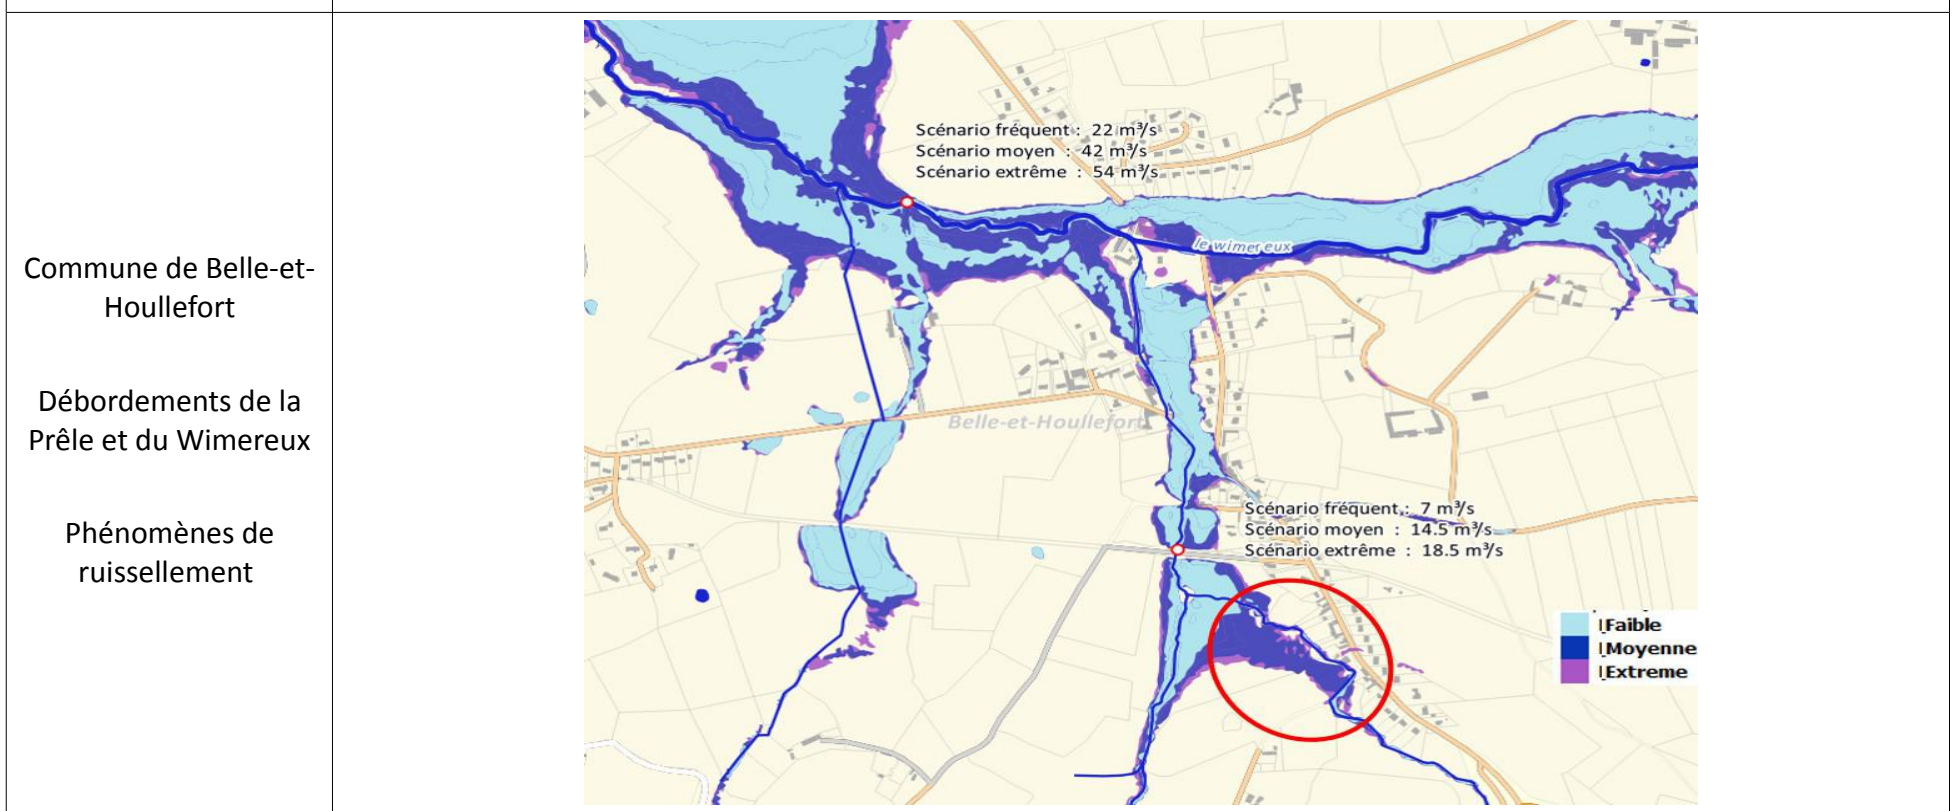 Commune de Belle-et-
Houllefort
Débordements de la
Prêle et du Wimereux
Phénomènes de
ruissellement
Scénario fréquent : 22 m³/s
Scénario moyen : 42 m³/s
Scénario extrême : 54 m³/s
le wimereux
Belle-et-Houllefort
Scénario fréquent : 7 m³/s
Scénario moyen : 14.5 m³/s
Scénario extrême : 18.5 m³/s
Faible
Moyenne
Extreme